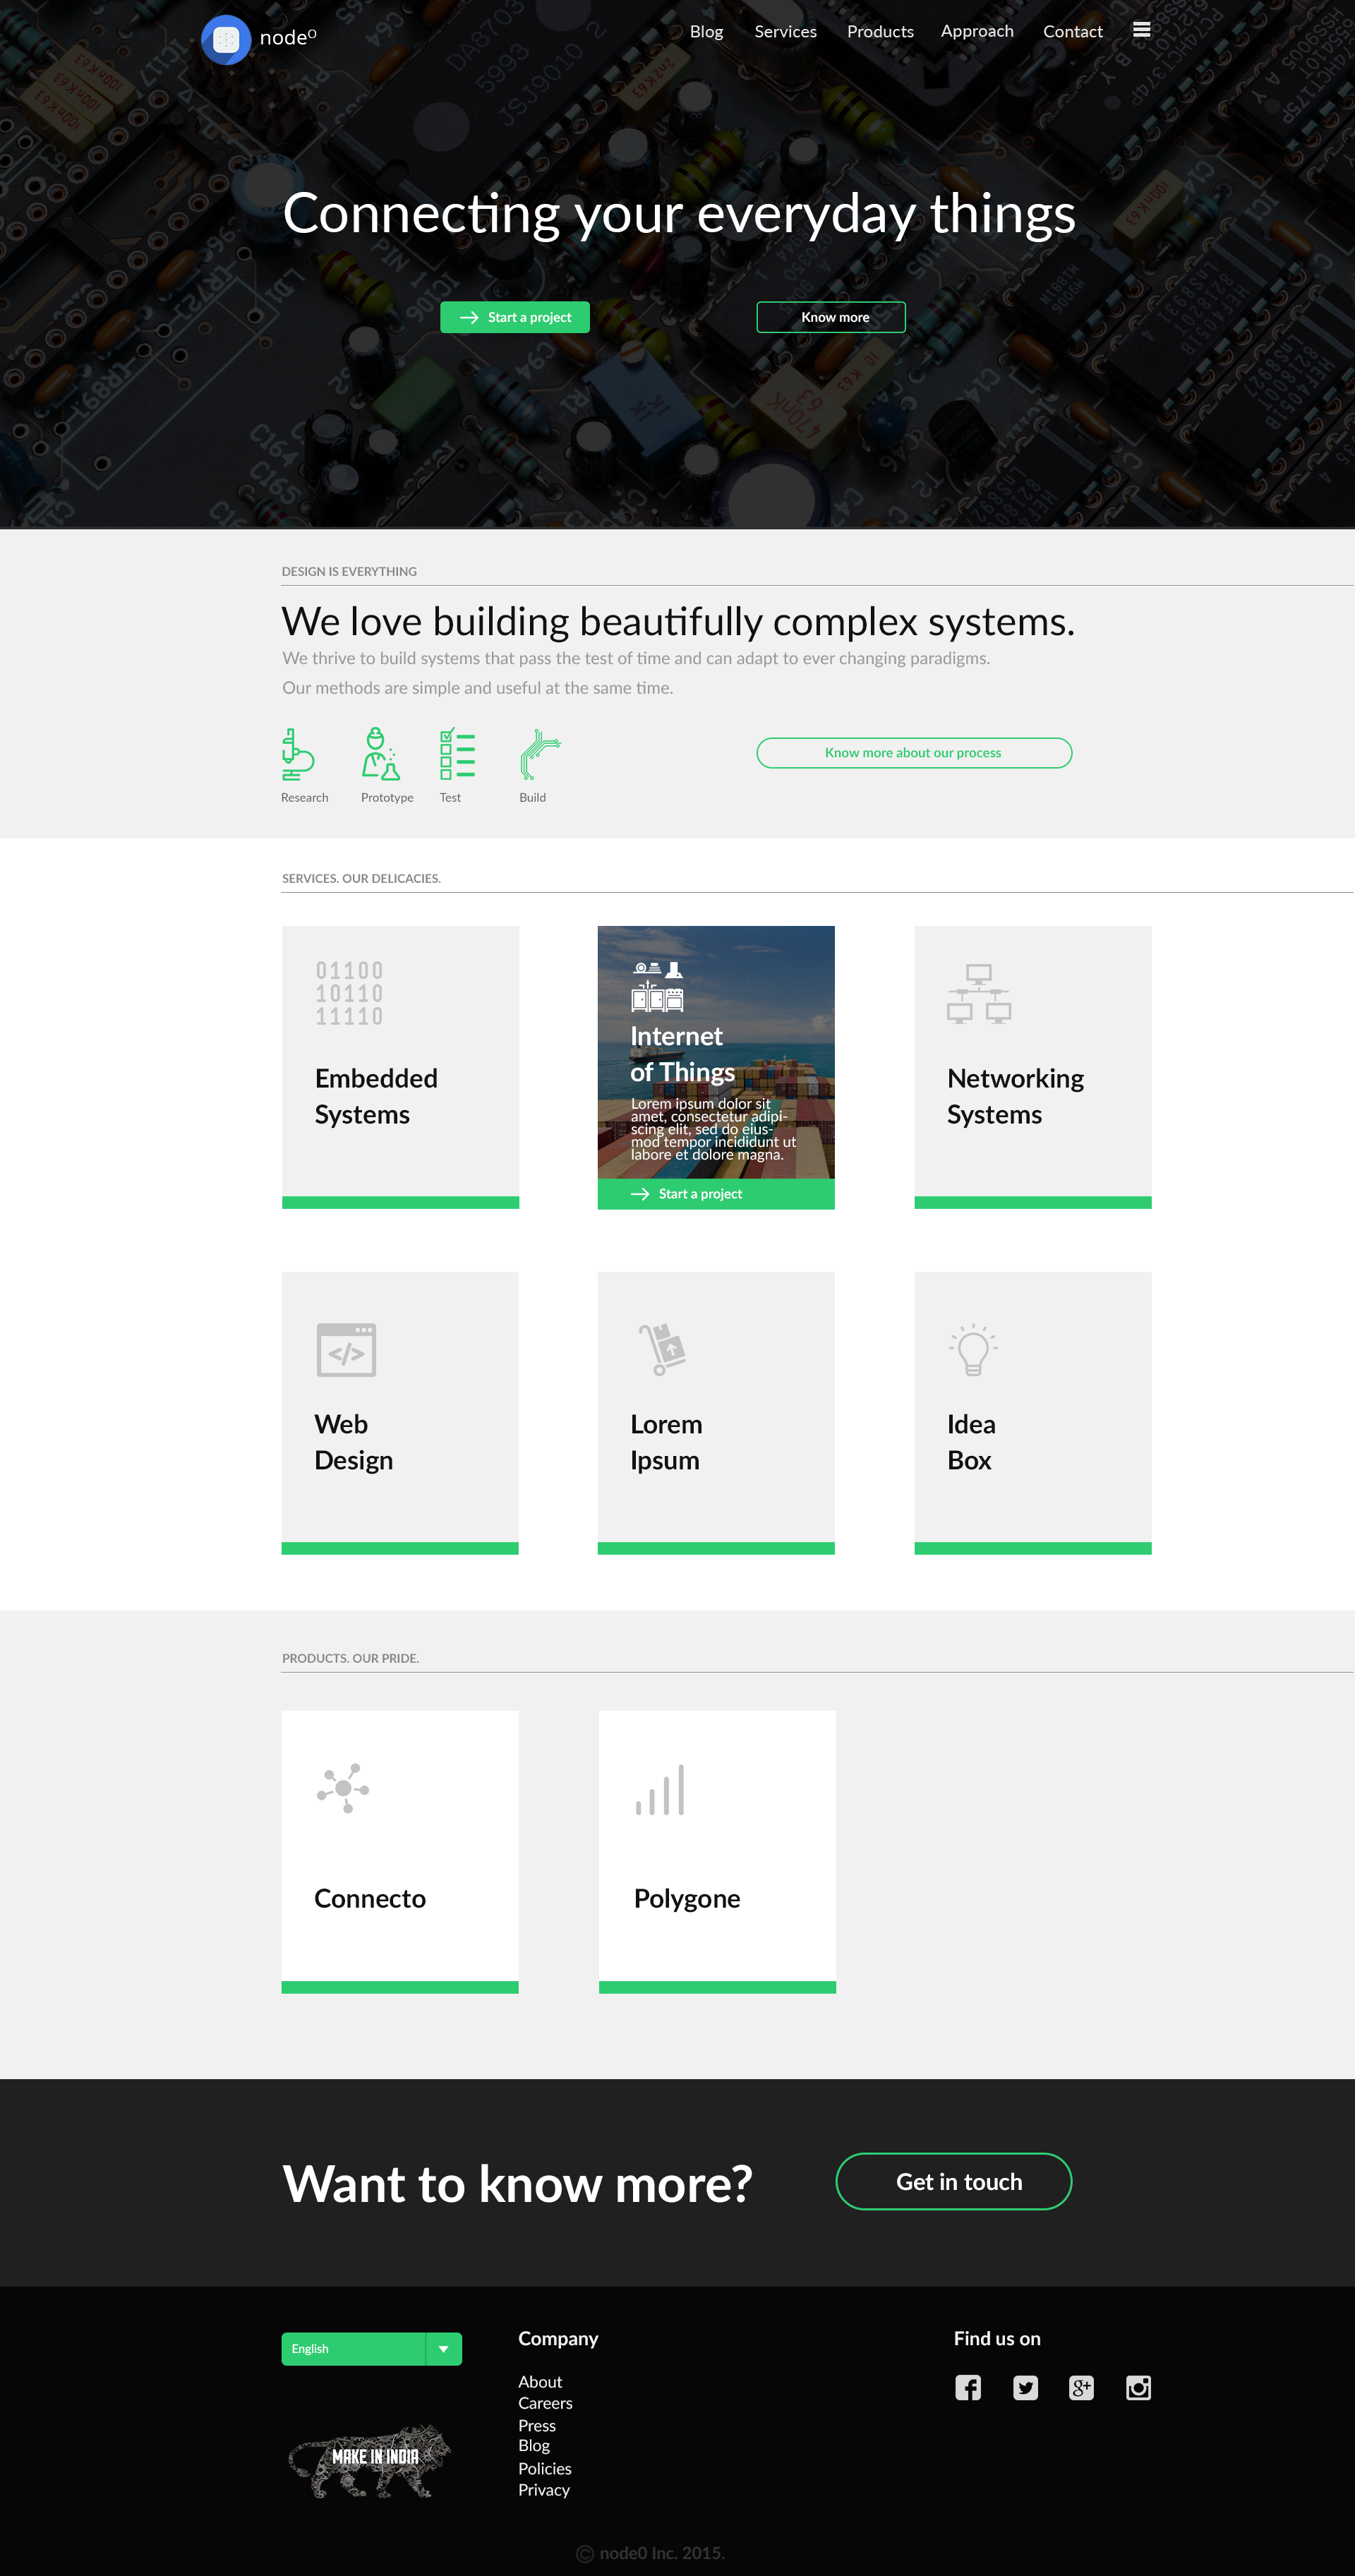 nodeO
Blog Services Products Approach Contact
Connecting your everyday things
Start a project
Know more
DESIGN IS EVERYTHING
We love building beautifully complex systems.
We thrive to build systems that pass the test of time and can adapt to ever changing paradigms.
Our methods are simple and useful at the same time.
Research Prototype Test Build
Know more about our process
SERVICES. OUR DELICACIES.
01100
10110
11110
Embedded
Systems
Internet
of Things
Lorem ipsum dolor sit
amet, consectetur adipi-
scing elit, sed do eius-
mod tempor incididunt ut
labore et dolore magna.
Start a project
Networking
Systems
</>
Web
Design
Lorem
Ipsum
Idea
Box
PRODUCTS. OUR PRIDE.
Connecto
Polygone
Want to know more?
Get in touch
English
MAKE IN INDIA
Company
About
Careers
Press
Blog
Policies
Privacy
Find us on
© node0 Inc. 2015.